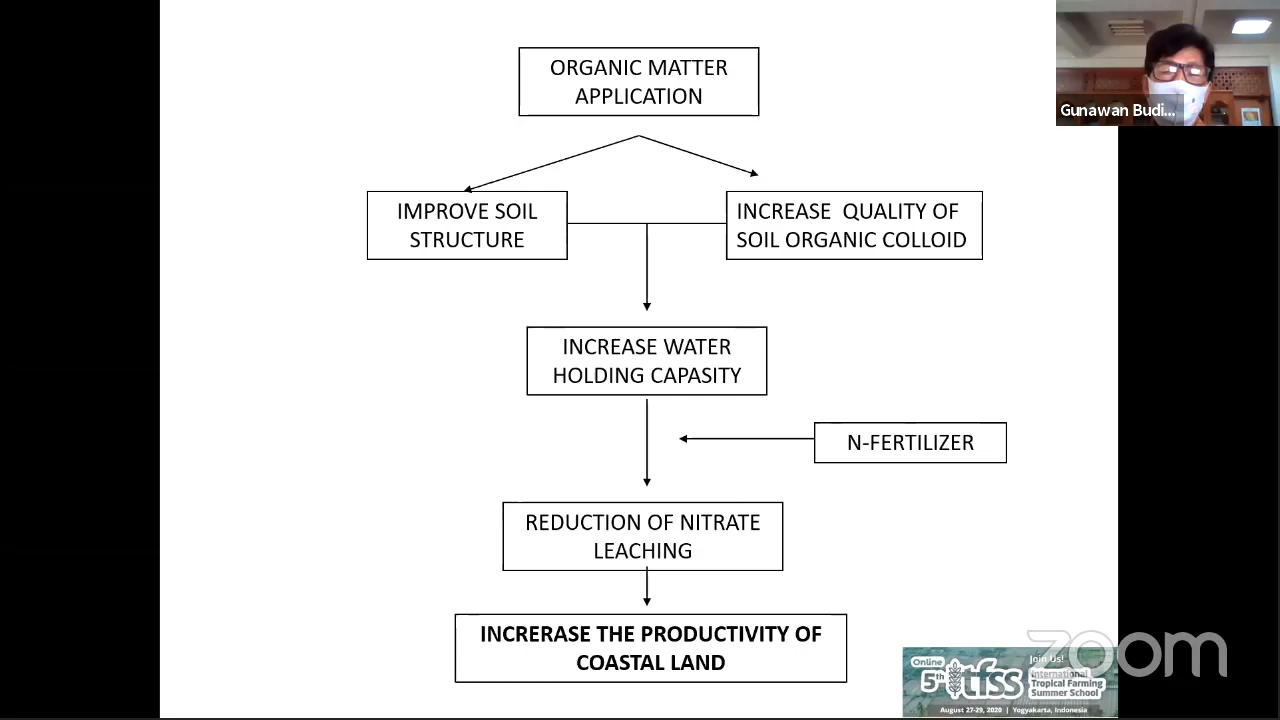 ORGANIC MATTER
APPLICATION
Gunawan Budi...
IMPROVE SOIL
STRUCTURE
INCREASE QUALITY OF
SOIL ORGANIC COLLOID
INCREASE WATER
HOLDING CAPASITY
N-FERTILIZER
REDUCTION OF NITRATE
LEACHING
INCRERASE THE PRODUCTIVITY OF
COASTAL LAND
zoom
Online
5th
itfss
Join Us!
International
Tropical Farming
Summer School
August 27-29, 2020 | Yogyakarta, Indonesia